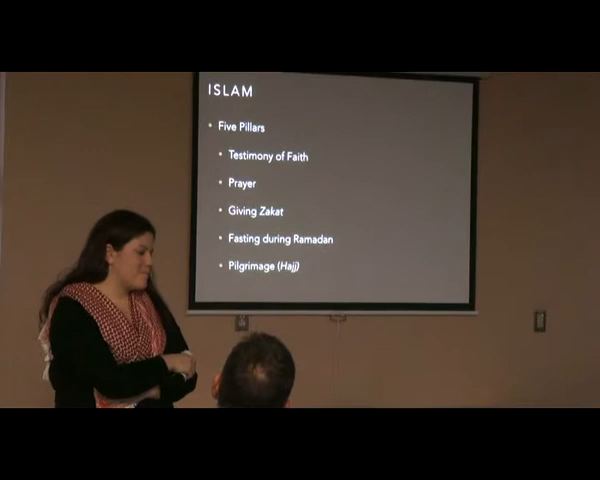 ISLAM
• Five Pillars
• Testimony of Faith
• Prayer
• Giving Zakat
• Fasting during Ramadan
• Pilgrimage (Hajj)